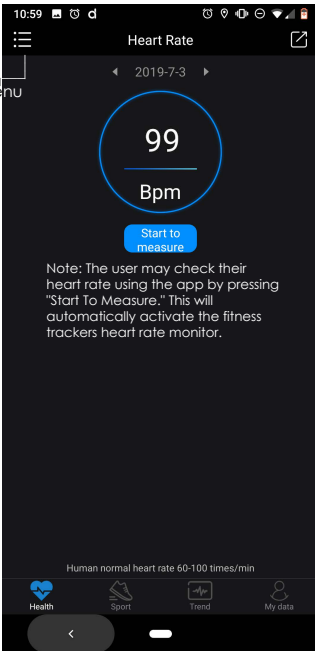 10:59 d
Heart Rate
nu
2019-7-3
99
Bpm
Start to
measure
Note: The user may check their
heart rate using the app by pressing
"Start To Measure." This will
automatically activate the fitness
trackers heart rate monitor.
Human normal heart rate 60-100 times/min
Health Sport Trend My data